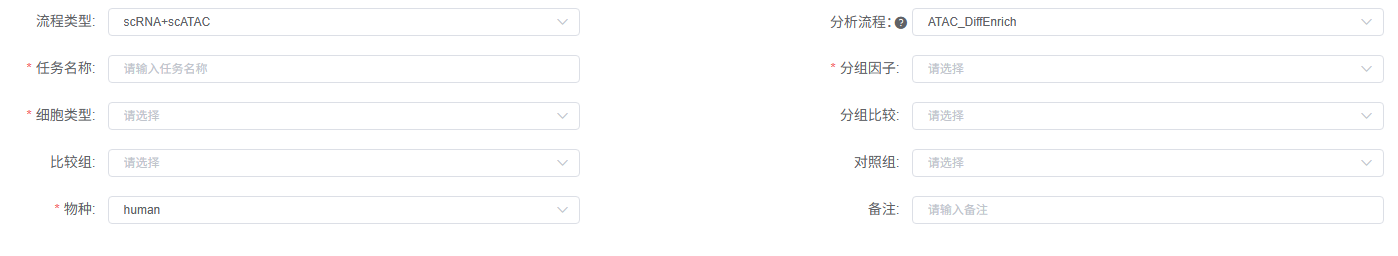 流程类型: scRNA+scATAC 分析流程: ? ATAC_DiffEnrich
* 任务名称: 请输入任务名称 * 分组因子: 请选择
* 细胞类型: 请选择 分组比较: 请选择
比较组: 请选择 对照组: 请选择
* 物种: human 备注: 请输入备注